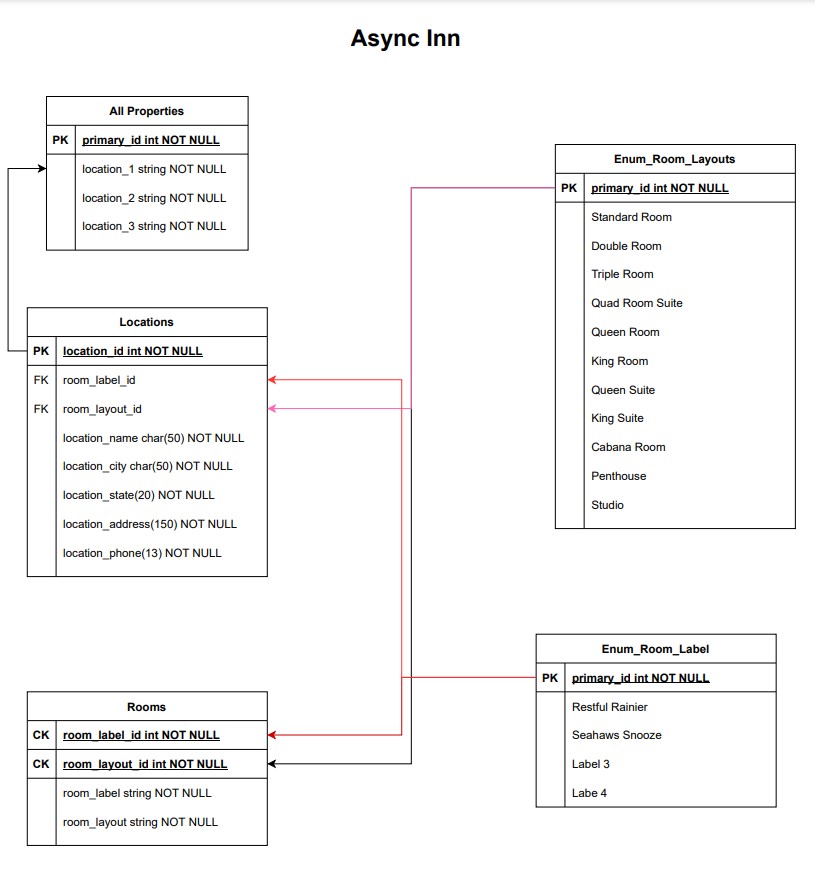 Async Inn
All Properties
PK primary_id int NOT NULL
location_1 string NOT NULL
location_2 string NOT NULL
location_3 string NOT NULL
Locations
PK location_id int NOT NULL
FK room_label_id
FK room_layout_id
location_name char(50) NOT NULL
location_city char(50) NOT NULL
location_state(20) NOT NULL
location_address(150) NOT NULL
location_phone(13) NOT NULL
Rooms
CK room_label_id int NOT NULL
CK room_layout_id int NOT NULL
room_label string NOT NULL
room_layout string NOT NULL
Enum_Room_Layouts
PK primary_id int NOT NULL
Standard Room
Double Room
Triple Room
Quad Room Suite
Queen Room
King Room
Queen Suite
King Suite
Cabana Room
Penthouse
Studio
Enum_Room_Label
PK primary_id int NOT NULL
Restful Rainier
Seahaws Snooze
Label 3
Labe 4